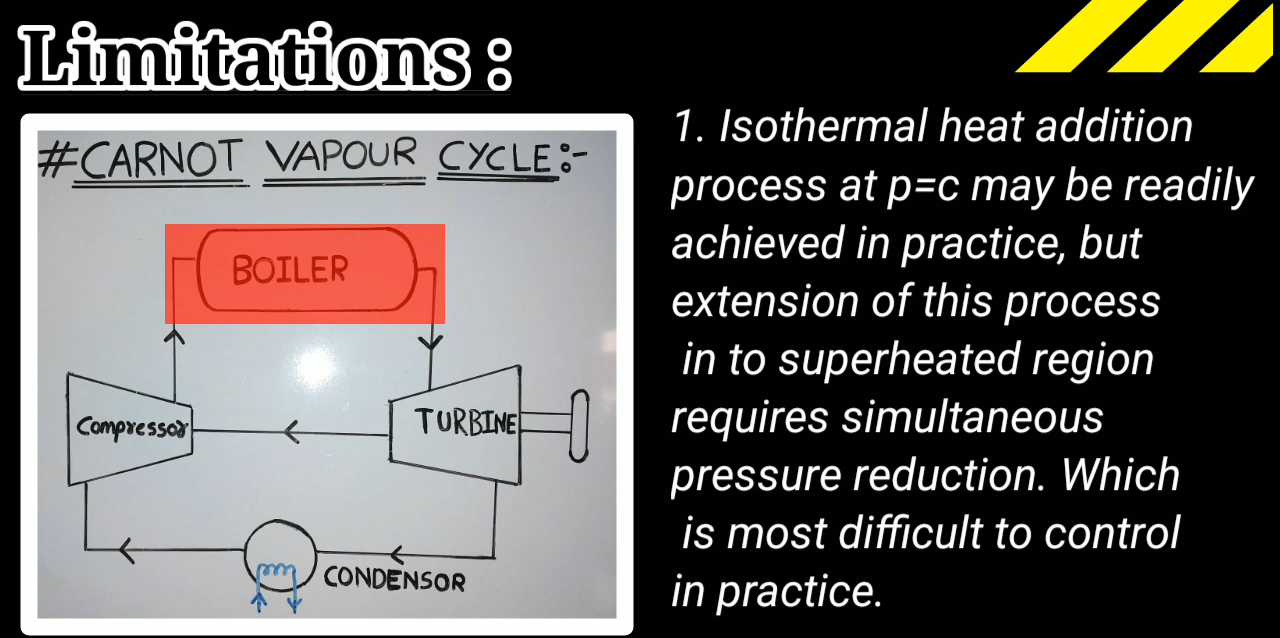 Limitations :
#CARNOT VAPOUR CYCLE:-
BOILER
Compressor
TURBINE
CONDENSOR
1. Isothermal heat addition
process at p=c may be readily
achieved in practice, but
extension of this process
in to superheated region
requires simultaneous
pressure reduction. Which
is most difficult to control
in practice.